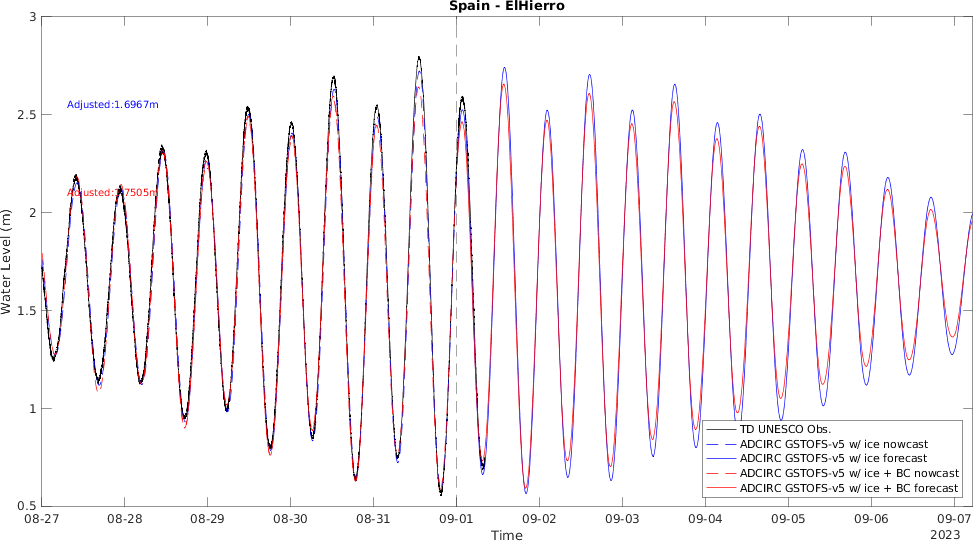 Spain - ElHierro
3
2.5
2
1.5
1
0.5
Water Level (m)
Adjusted:1.6967m
Adjusted:1.7505m
TD UNESCO Obs.
ADCIRC GSTOFS-v5 w/ ice nowcast
ADCIRC GSTOFS-v5 w/ ice forecast
ADCIRC GSTOFS-v5 w/ ice + BC nowcast
ADCIRC GSTOFS-v5 w/ ice + BC forecast
08-27 08-28 08-29 08-30 08-31 09-01 09-02 09-03 09-04 09-05 09-06 09-07
Time
2023